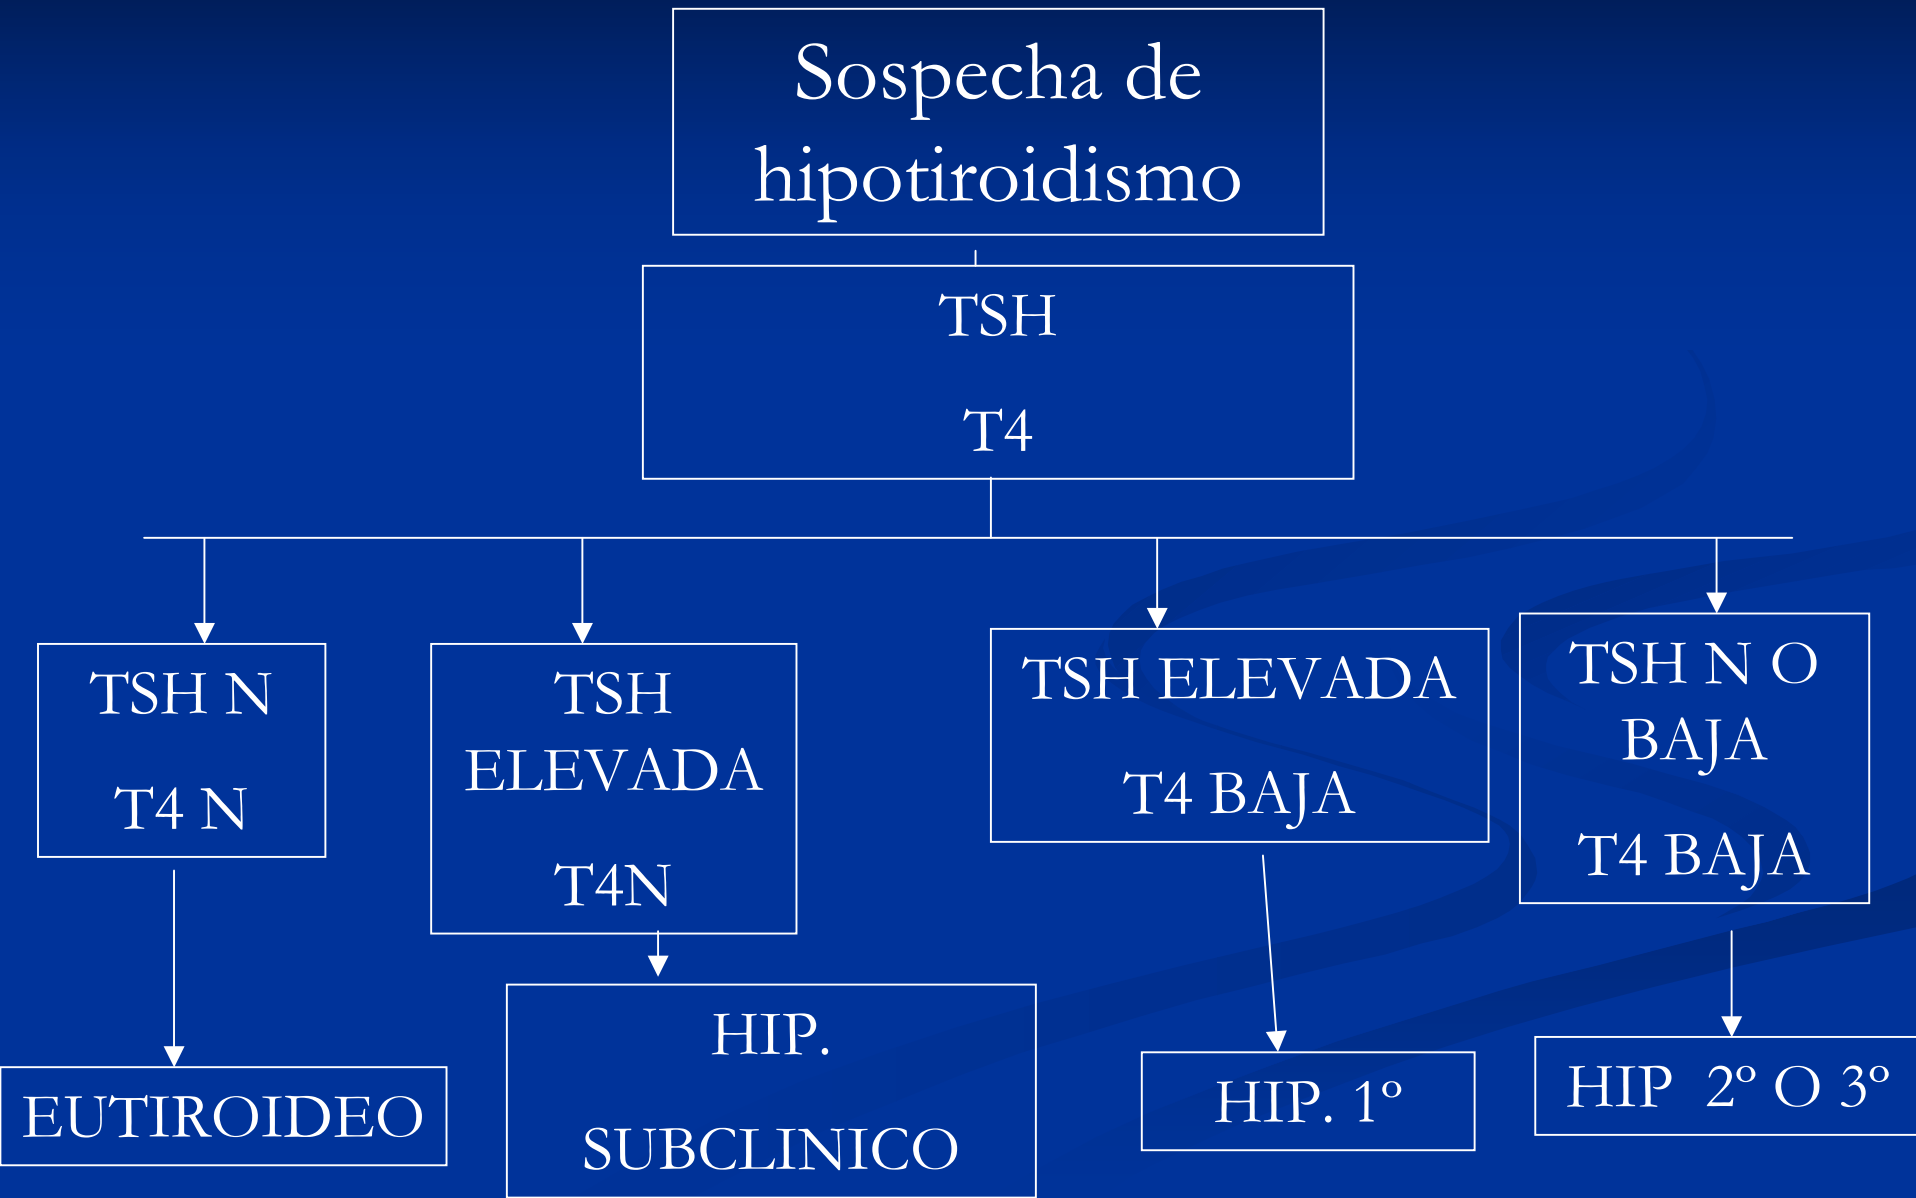 Sospecha de
hipotiroidismo
TSH
T4
TSH N
T4 N
TSH
ELEVADA
T4N
TSH ELEVADA
T4 BAJA
TSH N O
BAJA
T4 BAJA
EUTIROIDEO
HIP.
SUBCLINICO
HIP. 1º
HIP 2º O 3º